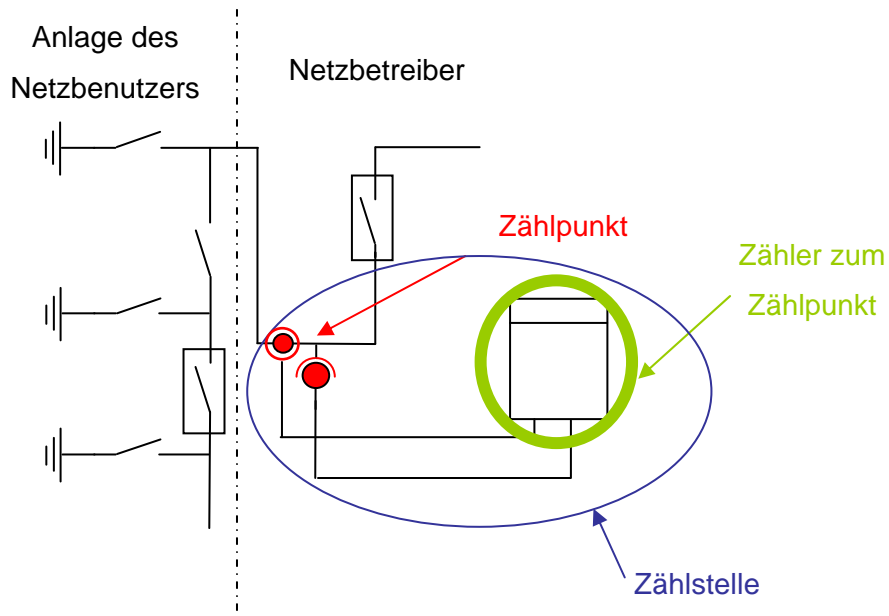 Anlage des
Netzbenutzers
Netzbetreiber
Zählpunkt
Zähler zum
Zählpunkt
Zählstelle